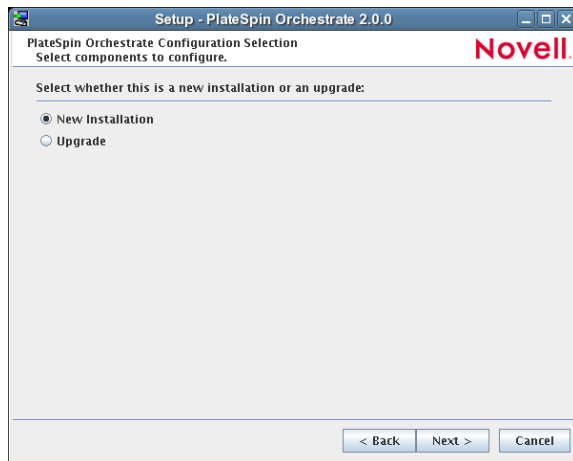 Setup - PlateSpin Orchestrate 2.0.0
PlateSpin Orchestrate Configuration Selection
Select components to configure.
Novell.
Select whether this is a new installation or an upgrade:
New Installation
Upgrade
< Back
Next >
Cancel